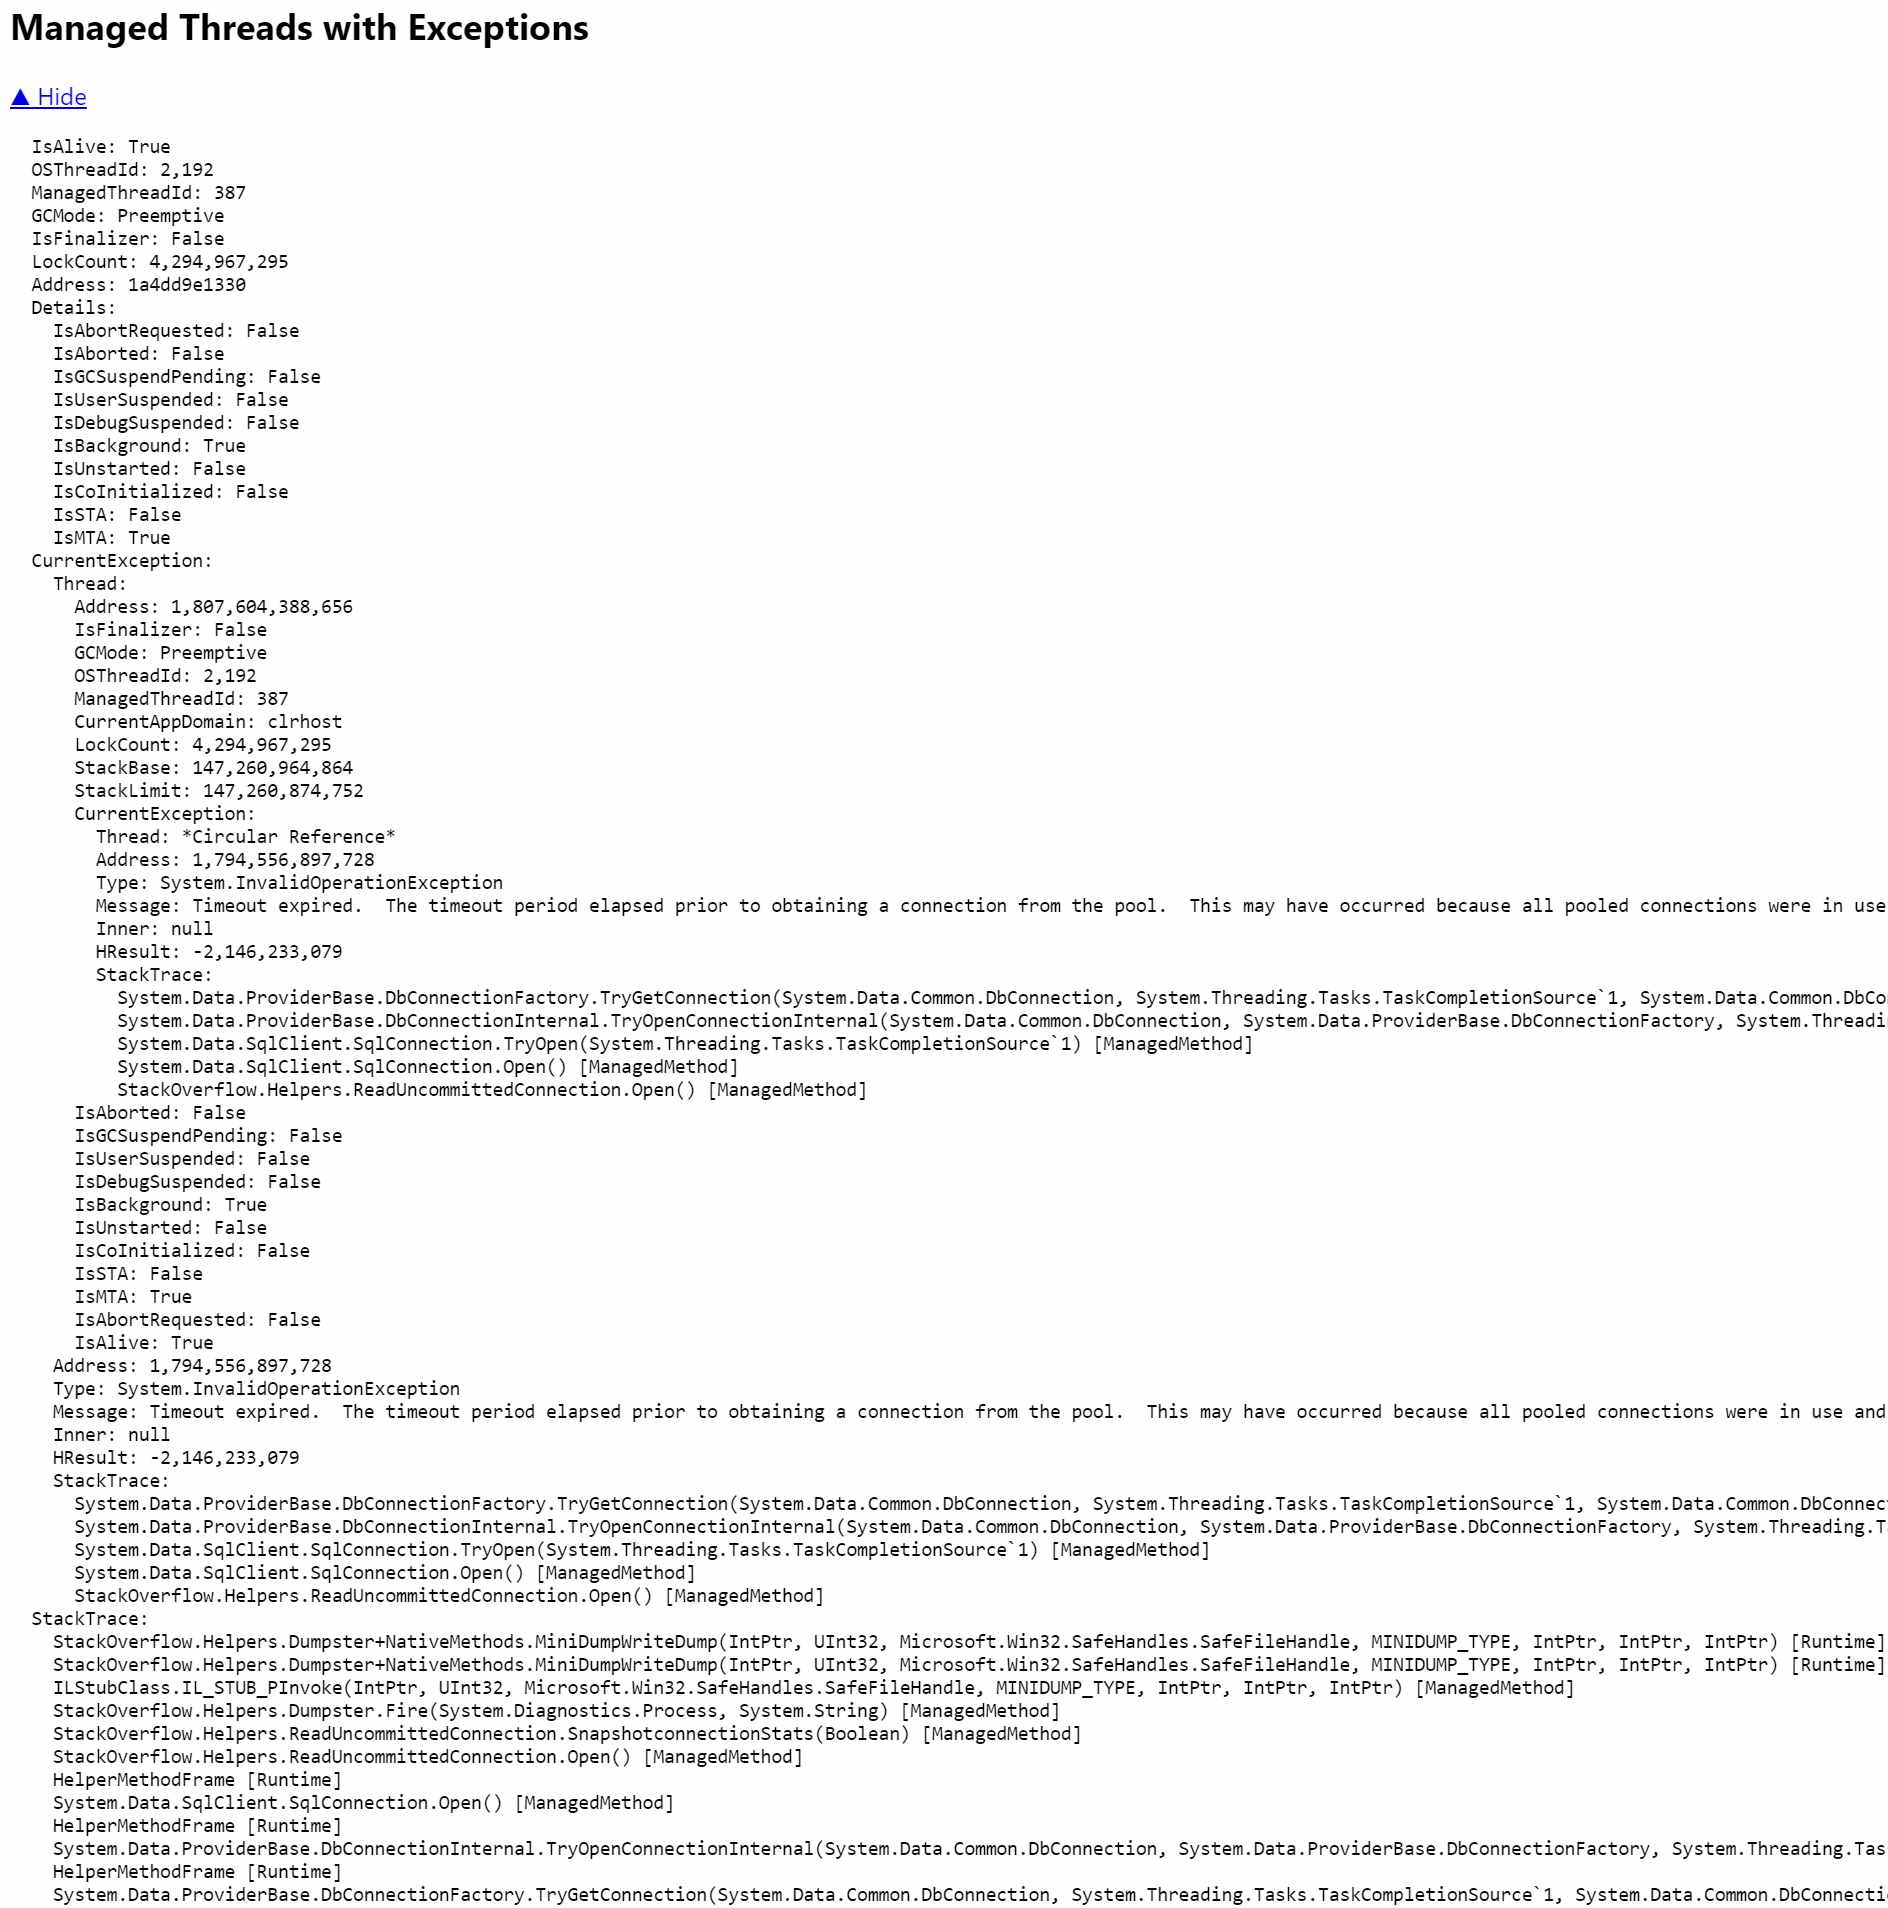 Managed Threads with Exceptions
▲ Hide
IsAlive: True
OSThreadId: 2,192
ManagedThreadId: 387
GCMode: Preemptive
IsFinalizer: False
LockCount: 4,294,967,295
Address: 1a4dd9e1330
Details:
IsAbortRequested: False
IsAborted: False
IsGCSuspendPending: False
IsUserSuspended: False
IsDebugSuspended: False
IsBackground: True
IsUnstarted: False
IsCoInitialized: False
IsSTA: False
IsMTA: True
CurrentException:
Thread:
Address: 1,807,604,388,656
IsFinalizer: False
GCMode: Preemptive
OSThreadId: 2,192
ManagedThreadId: 387
CurrentAppDomain: clrhost
LockCount: 4,294,967,295
StackBase: 147,260,964,864
StackLimit: 147,260,874,752
CurrentException:
Thread: *Circular Reference*
Address: 1,794,556,897,728
Type: System.InvalidOperationException
Message: Timeout expired.  The timeout period elapsed prior to obtaining a connection from the pool.  This may have occurred because all pooled connections were in use
Inner: null
HResult: -2,146,233,079
StackTrace:
System.Data.ProviderBase.DbConnectionFactory.TryGetConnection(System.Data.Common.DbConnection, System.Threading.Tasks.TaskCompletionSource`1, System.Data.Common.DbCo
System.Data.ProviderBase.DbConnectionInternal.TryOpenConnectionInternal(System.Data.Common.DbConnection, System.Data.ProviderBase.DbConnectionFactory, System.Threadi
System.Data.SqlClient.SqlConnection.TryOpen(System.Threading.Tasks.TaskCompletionSource`1) [ManagedMethod]
System.Data.SqlClient.SqlConnection.Open() [ManagedMethod]
StackOverflow.Helpers.ReadUncommittedConnection.Open() [ManagedMethod]
IsAborted: False
IsGCSuspendPending: False
IsUserSuspended: False
IsDebugSuspended: False
IsBackground: True
IsUnstarted: False
IsCoInitialized: False
IsSTA: False
IsMTA: True
IsAbortRequested: False
IsAlive: True
Address: 1,794,556,897,728
Type: System.InvalidOperationException
Message: Timeout expired.  The timeout period elapsed prior to obtaining a connection from the pool.  This may have occurred because all pooled connections were in use and
Inner: null
HResult: -2,146,233,079
StackTrace:
System.Data.ProviderBase.DbConnectionFactory.TryGetConnection(System.Data.Common.DbConnection, System.Threading.Tasks.TaskCompletionSource`1, System.Data.Common.DbConnect
System.Data.ProviderBase.DbConnectionInternal.TryOpenConnectionInternal(System.Data.Common.DbConnection, System.Data.ProviderBase.DbConnectionFactory, System.Threading.T
System.Data.SqlClient.SqlConnection.TryOpen(System.Threading.Tasks.TaskCompletionSource`1) [ManagedMethod]
System.Data.SqlClient.SqlConnection.Open() [ManagedMethod]
StackOverflow.Helpers.ReadUncommittedConnection.Open() [ManagedMethod]
StackTrace:
StackOverflow.Helpers.Dumpster+NativeMethods.MiniDumpWriteDump(IntPtr, UInt32, Microsoft.Win32.SafeHandles.SafeFileHandle, MINIDUMP_TYPE, IntPtr, IntPtr, IntPtr) [Runtime]
StackOverflow.Helpers.Dumpster+NativeMethods.MiniDumpWriteDump(IntPtr, UInt32, Microsoft.Win32.SafeHandles.SafeFileHandle, MINIDUMP_TYPE, IntPtr, IntPtr, IntPtr) [Runtime]
ILStubClass.IL_STUB_PInvoke(IntPtr, UInt32, Microsoft.Win32.SafeHandles.SafeFileHandle, MINIDUMP_TYPE, IntPtr, IntPtr, IntPtr) [ManagedMethod]
StackOverflow.Helpers.Dumpster.Fire(System.Diagnostics.Process, System.String) [ManagedMethod]
StackOverflow.Helpers.ReadUncommittedConnection.SnapshotconnectionStats(Boolean) [ManagedMethod]
StackOverflow.Helpers.ReadUncommittedConnection.Open() [ManagedMethod]
HelperMethodFrame [Runtime]
System.Data.SqlClient.SqlConnection.Open() [ManagedMethod]
HelperMethodFrame [Runtime]
System.Data.ProviderBase.DbConnectionInternal.TryOpenConnectionInternal(System.Data.Common.DbConnection, System.Data.ProviderBase.DbConnectionFactory, System.Threading.Tas
HelperMethodFrame [Runtime]
System.Data.ProviderBase.DbConnectionFactory.TryGetConnection(System.Data.Common.DbConnection, System.Threading.Tasks.TaskCompletionSource`1, System.Data.Common.DbConnecti